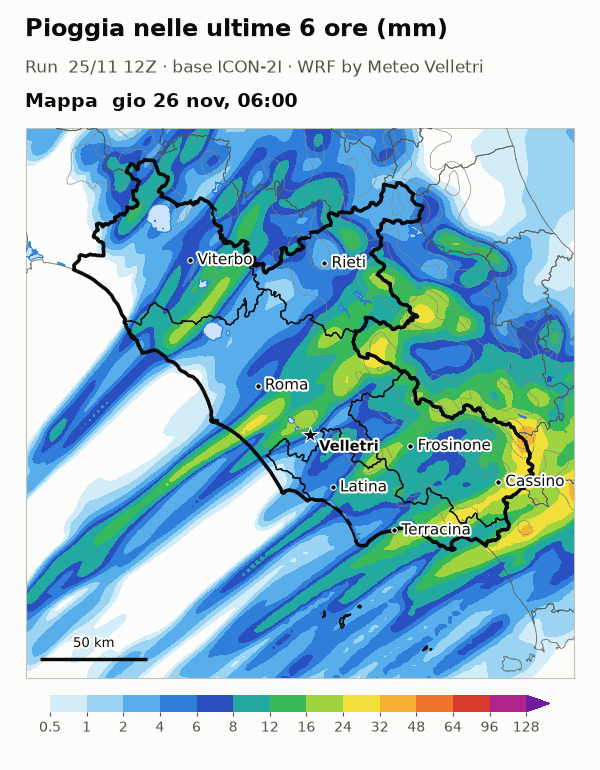 Pioggia nelle ultime 6 ore (mm)
Run  25/11 12Z · base ICON-2I · WRF by Meteo Velletri
Mappa  gio 26 nov, 06:00
Viterbo
Rieti
Roma
Velletri
Frosinone
Cassino
Latina
Terracina
50 km
0.5 1 2 4 6 8 12 16 24 32 48 64 96 128